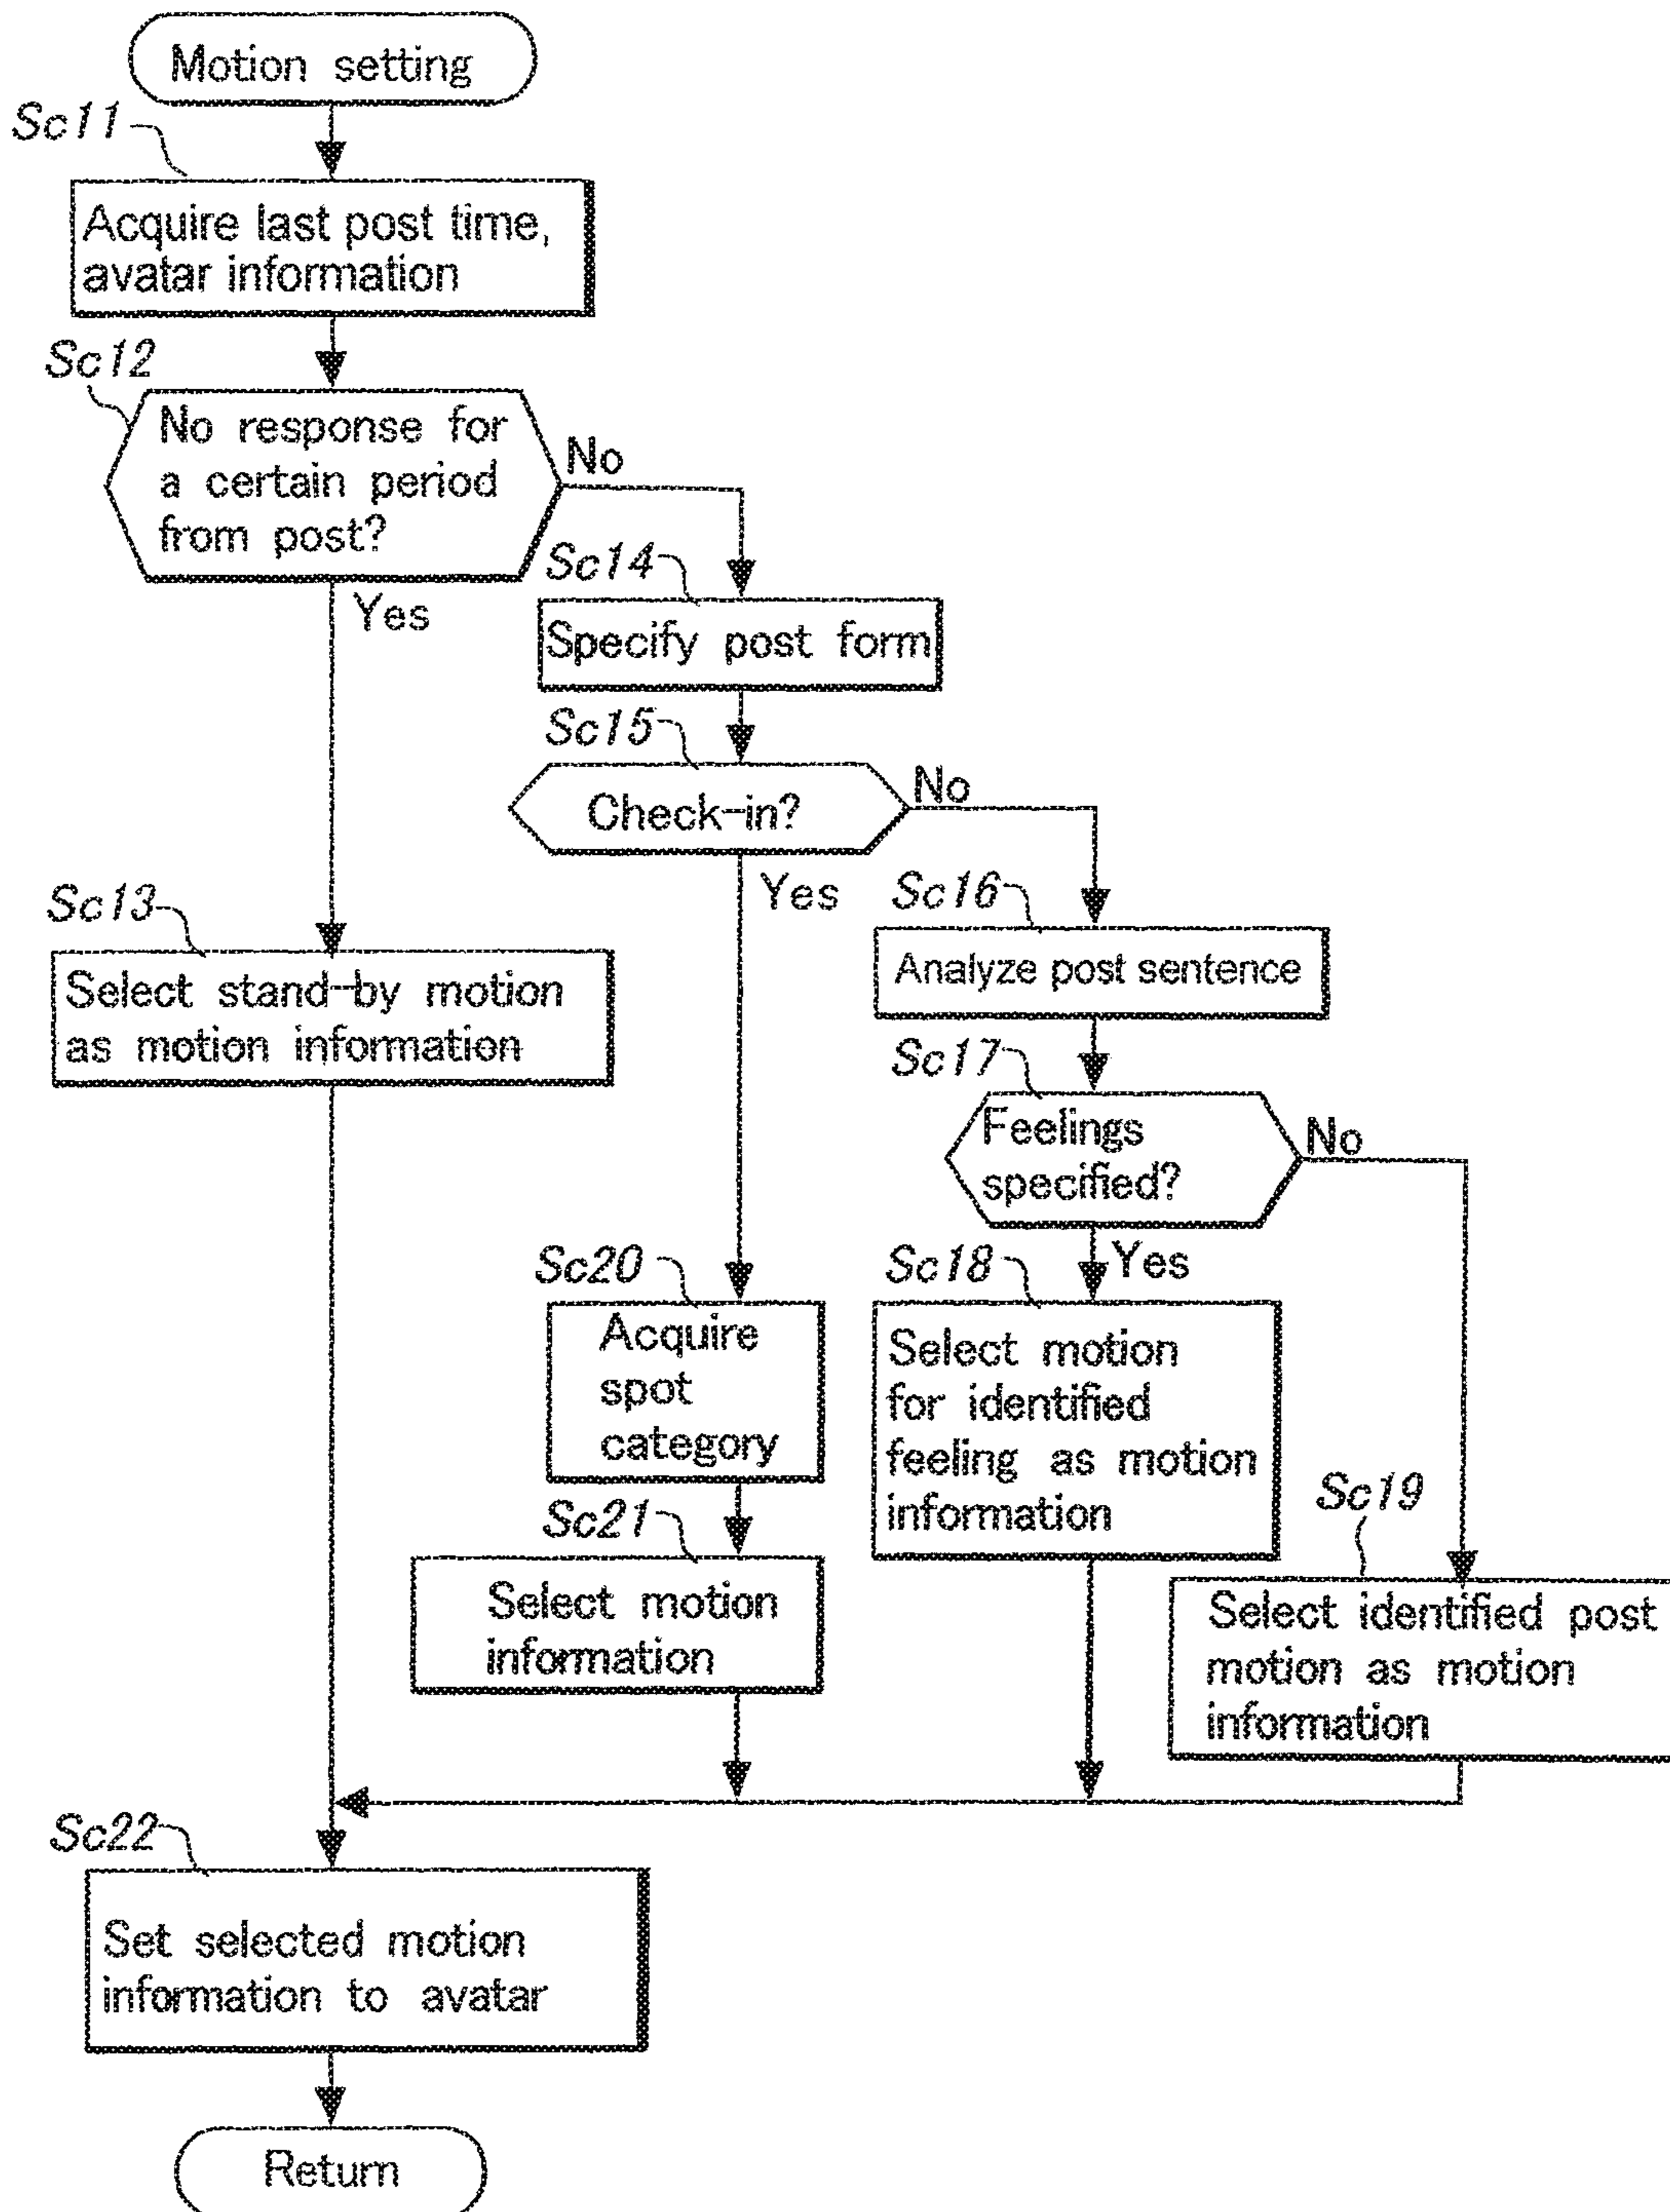 Motion setting
Sc11
Acquire last post time,
avatar information
Sc12
No response for
a certain period
from post?
No
Yes
Sc14
Specify post form
Sc15
Check-in?
No
Yes
Sc13
Select stand-by motion
as motion information
Sc16
Analyze post sentence
Sc17
Feelings
specified?
No
Yes
Sc20
Acquire
spot
category
Sc18
Select motion
for identified
feeling as motion
information
Sc21
Select motion
information
Sc19
Select identified post
motion as motion
information
Sc22
Set selected motion
information to avatar
Return